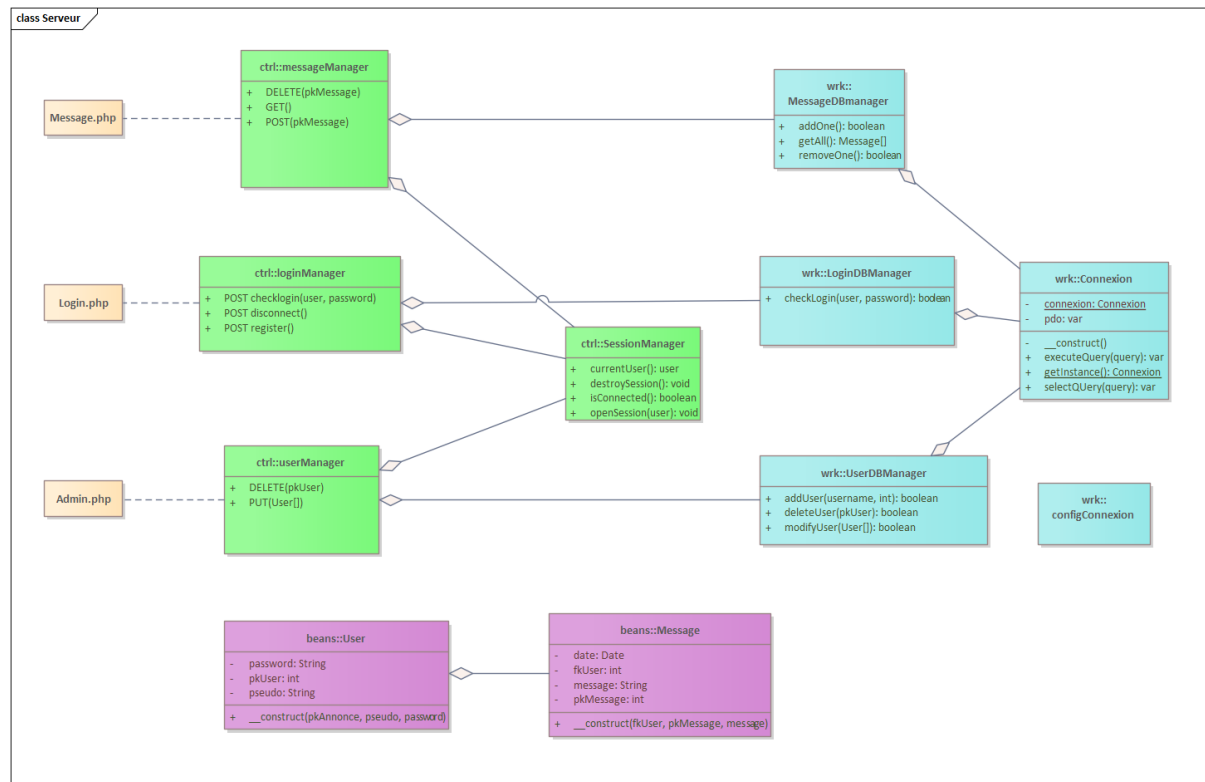 class Serveur
Message.php
ctrl::messageManager
+ DELETE(pkMessage)
+ GET()
+ POST(pkMessage)
wrk::
MessageDBmanager
+ addOne(): boolean
+ getAll(): Message[]
+ removeOne(): boolean
Login.php
ctrl::loginManager
+ POST checklogin(user, password)
+ POST disconnect()
+ POST register()
wrk::LoginDBManager
+ checkLogin(user, password): boolean
wrk::Connexion
- connexion: Connexion
- pdo: var
- __construct()
+ executeQuery(query): var
+ getInstance(): Connexion
+ selectQUery(query): var
ctrl::SessionManager
+ currentUser(): user
+ destroySession(): void
+ isConnected(): boolean
+ openSession(user): void
Admin.php
ctrl::userManager
+ DELETE(pkUser)
+ PUT(User[])
wrk::UserDBManager
+ addUser(username, int): boolean
+ deleteUser(pkUser): boolean
+ modifyUser(User[]): boolean
wrk::
configConnexion
beans::User
- password: String
- pkUser: int
- pseudo: String
+ __construct(pkAnnonce, pseudo, password)
beans::Message
- date: Date
- fkUser: int
- message: String
- pkMessage: int
+ __construct(fkUser, pkMessage, message)